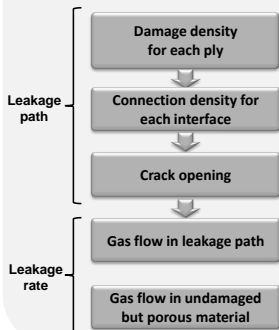 Damage density
for each ply
Leakage
path
Connection density for
each interface
Crack opening
Gas flow in leakage path
Leakage
rate
Gas flow in undamaged
but porous material